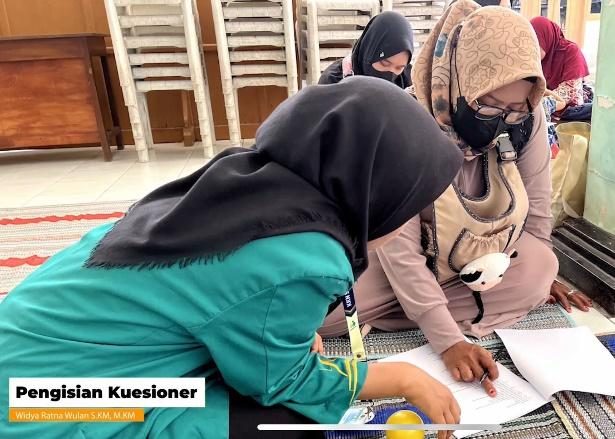 Pengisian Kuesioner
Widya Ratna Wulan S.KM, M.KM